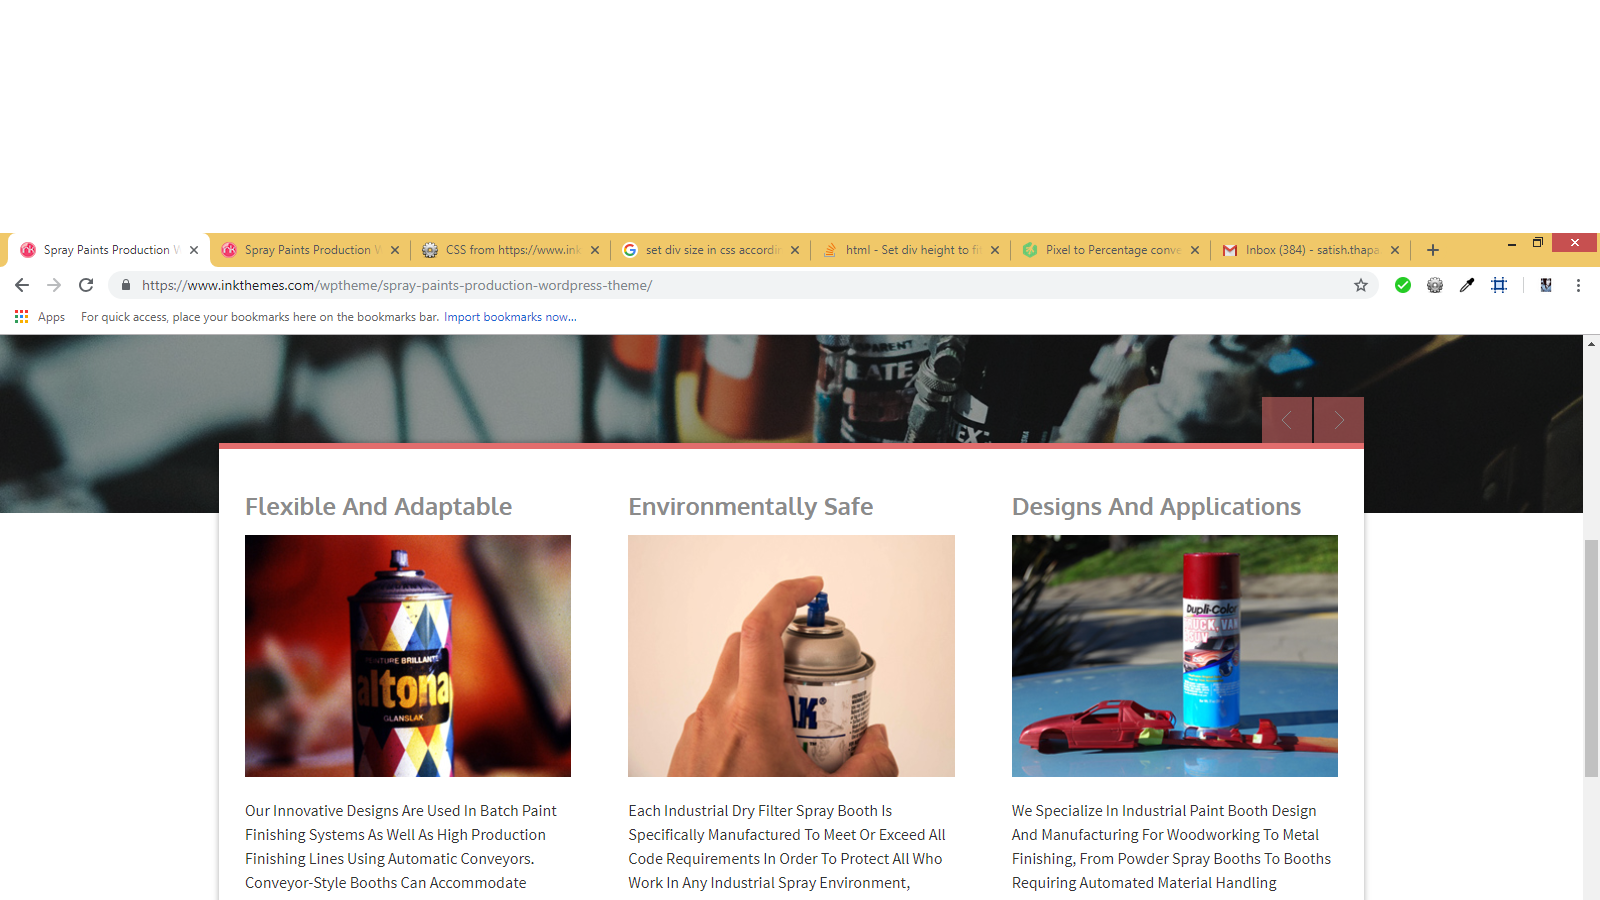 Spray Paints Production W
Spray Paints Production W
CSS from https://www.ink
set div size in css accordin
html - Set div height to fi
Pixel to Percentage conve
Inbox (384) - satish.thapa
https://www.inkthemes.com/wptheme/spray-paints-production-wordpress-theme/
Apps
For quick access, place your bookmarks here on the bookmarks bar. Import bookmarks now...
Flexible And Adaptable
Environmentally Safe
Designs And Applications
BRILLANTE
altona
GLANSLAK
Dupli-Color
TRUCK, VAN
SUV
Our Innovative Designs Are Used In Batch Paint
Finishing Systems As Well As High Production
Finishing Lines Using Automatic Conveyors.
Conveyor-Style Booths Can Accommodate
Each Industrial Dry Filter Spray Booth Is
Specifically Manufactured To Meet Or Exceed All
Code Requirements In Order To Protect All Who
Work In Any Industrial Spray Environment,
We Specialize In Industrial Paint Booth Design
And Manufacturing For Woodworking To Metal
Finishing, From Powder Spray Booths To Booths
Requiring Automated Material Handling